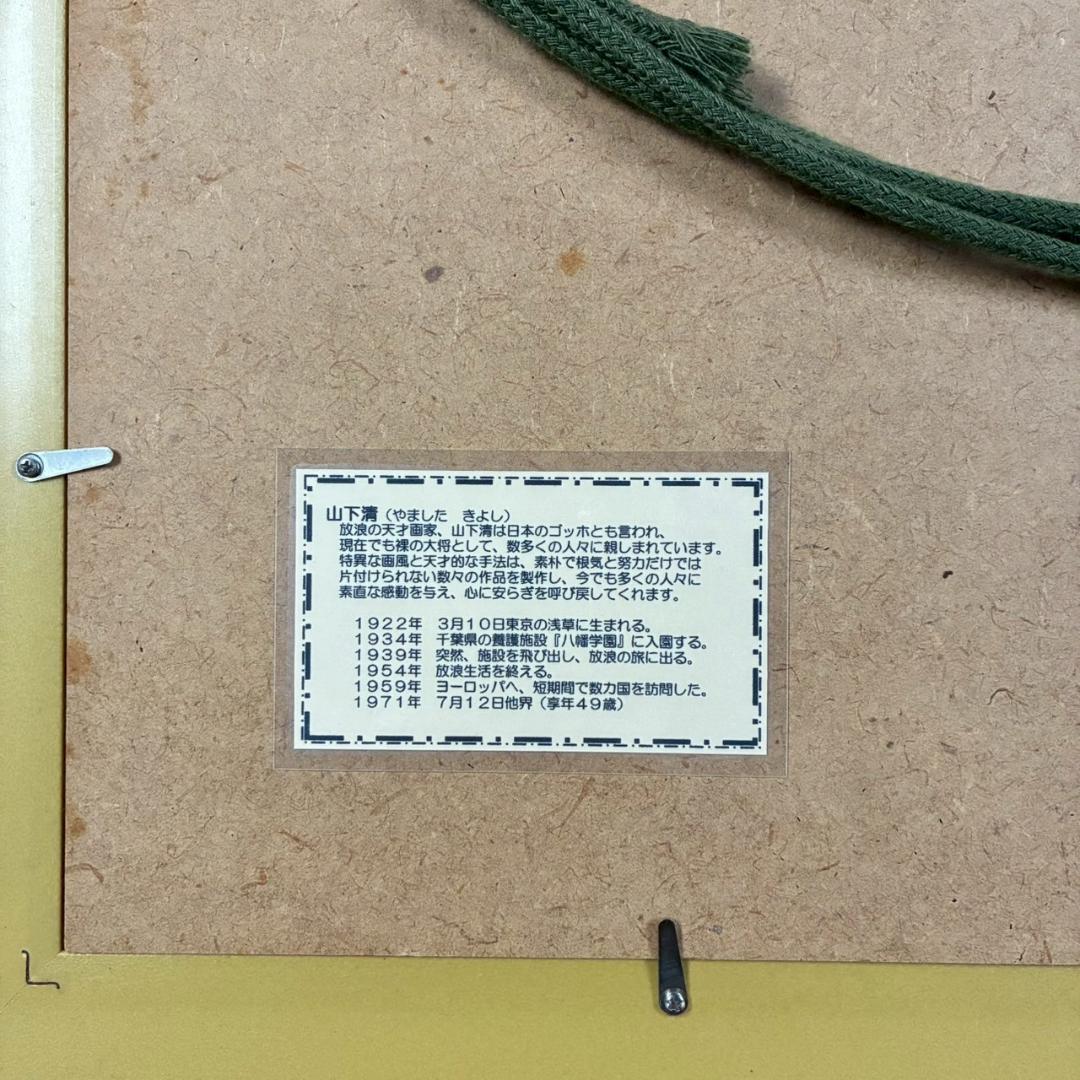 山下清（やました　きよし）
放浪の天才画家、山下清は日本のゴッホとも言われ、
現在でも裸の大将として、数多くの人々に親しまれています。
特異な画風と天才的な手法は、素朴で根気と努力だけでは
片付けられない数々の作品を製作し、今でも多くの人々に
素直な感動を与え、心に安らぎを呼び戻してくれます。
１９２２年　３月１０日東京の浅草に生まれる。
１９３４年　千葉県の養護施設『八幡学園』に入園する。
１９３９年　突然、施設を飛び出し、放浪の旅に出る。
１９５４年　放浪生活を終える。
１９５９年　ヨーロッパへ、短期間で数力国を訪問した。
１９７１年　７月１２日他界（享年４９歳）